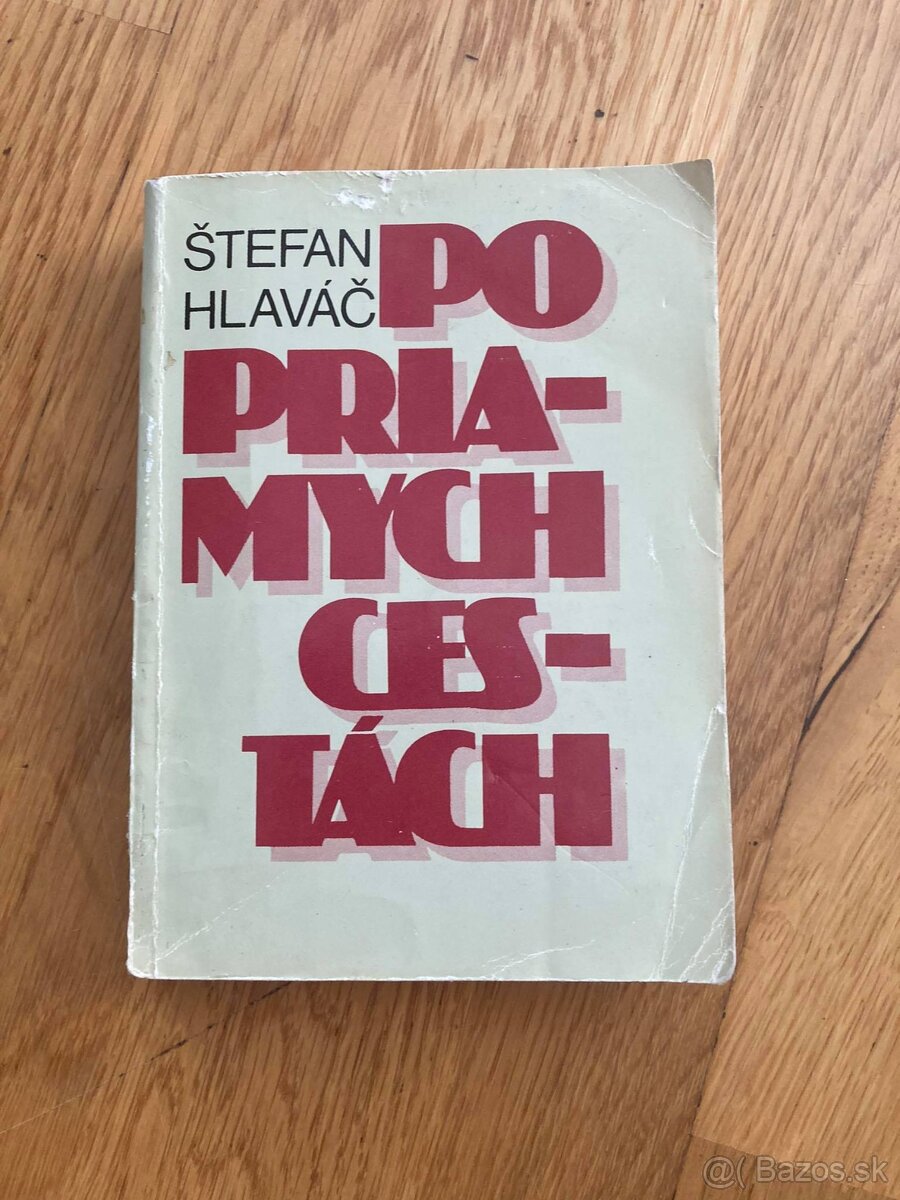 ŠTEFAN
HLAVÁČ
PO
PRIA-
MYCH
CES-
TÁCH
@( Bazos.sk